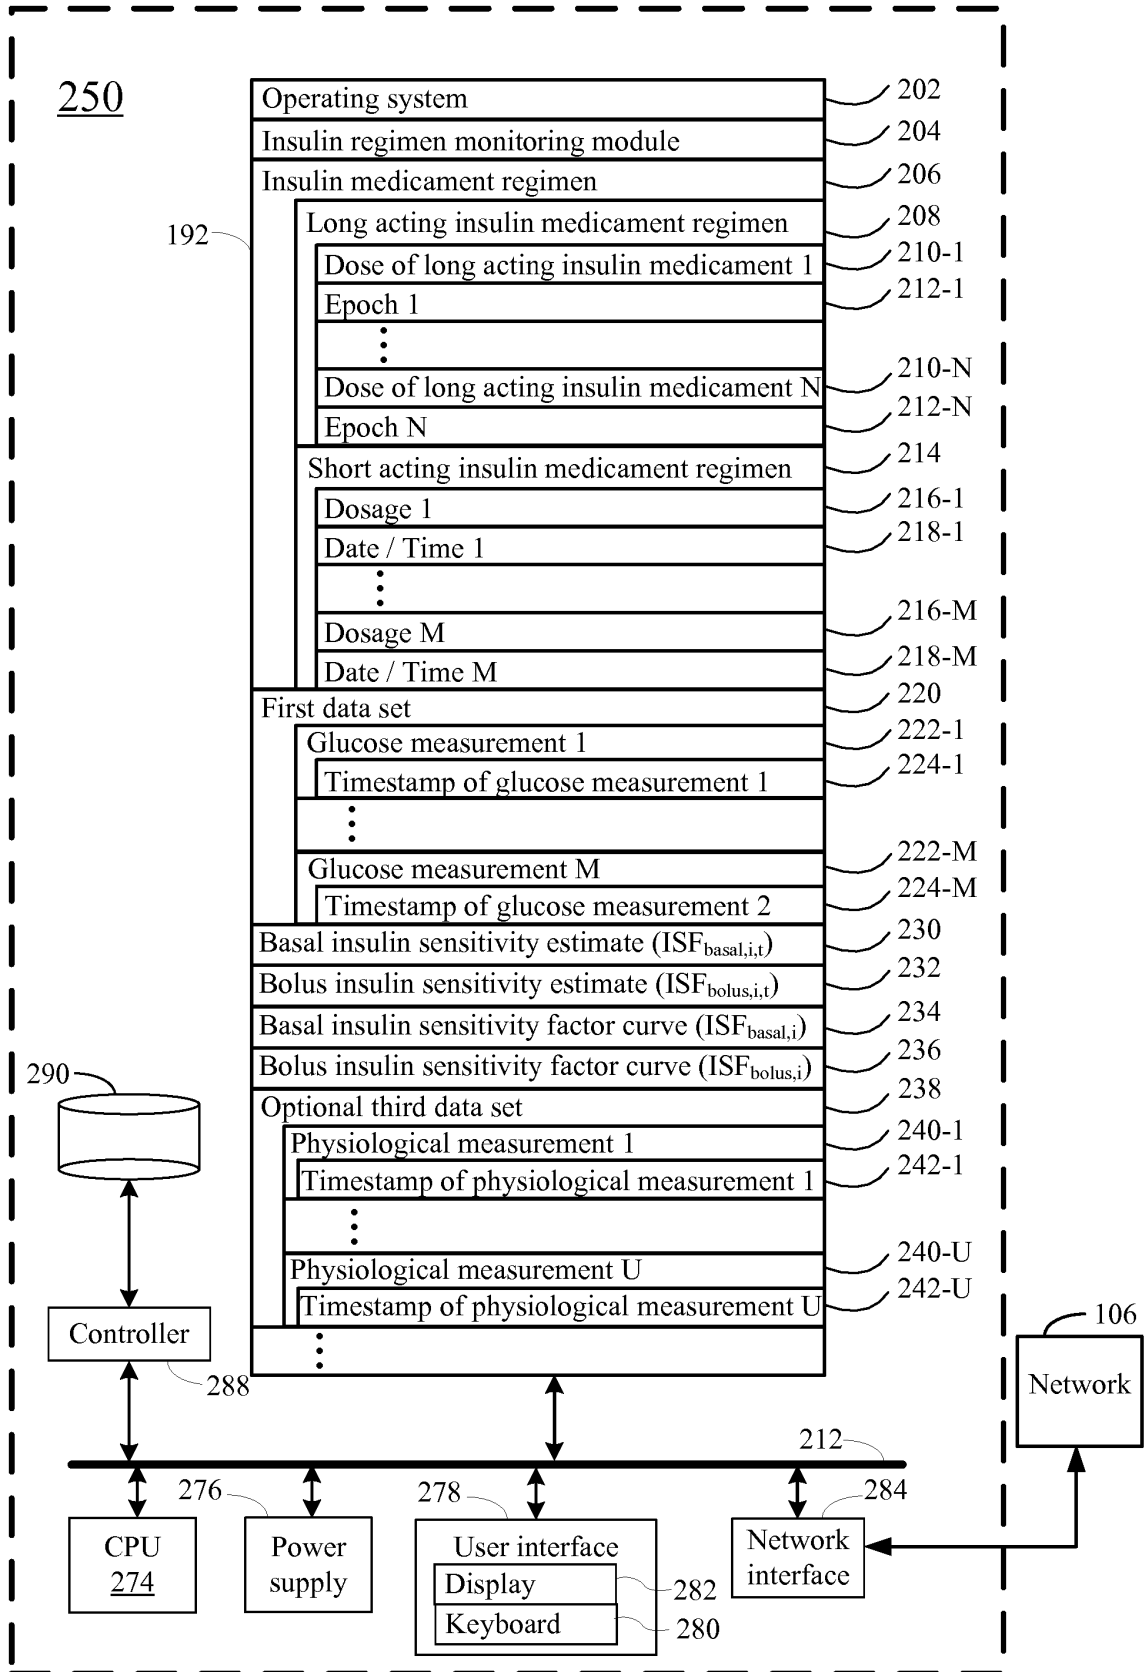 250
Operating system
202
Insulin regimen monitoring module
204
Insulin medicament regimen
206
192
Long acting insulin medicament regimen
208
Dose of long acting insulin medicament 1
210-1
Epoch 1
212-1
Dose of long acting insulin medicament N
210-N
Epoch N
212-N
Short acting insulin medicament regimen
214
Dosage 1
216-1
Date / Time 1
218-1
Dosage M
216-M
Date / Time M
218-M
First data set
220
Glucose measurement 1
222-1
Timestamp of glucose measurement 1
224-1
Glucose measurement M
222-M
Timestamp of glucose measurement 2
224-M
Basal insulin sensitivity estimate (ISFbasal,i,t)
230
Bolus insulin sensitivity estimate (ISFbolus,i,t)
232
Basal insulin sensitivity factor curve (ISFbasal,i)
234
Bolus insulin sensitivity factor curve (ISFbolus,i)
236
Optional third data set
238
Physiological measurement 1
240-1
Timestamp of physiological measurement 1
242-1
Physiological measurement U
240-U
Timestamp of physiological measurement U
242-U
290
Controller
288
106
Network
212
CPU
274
276
Power
supply
278
User interface
Display
282
Keyboard
280
284
Network
interface